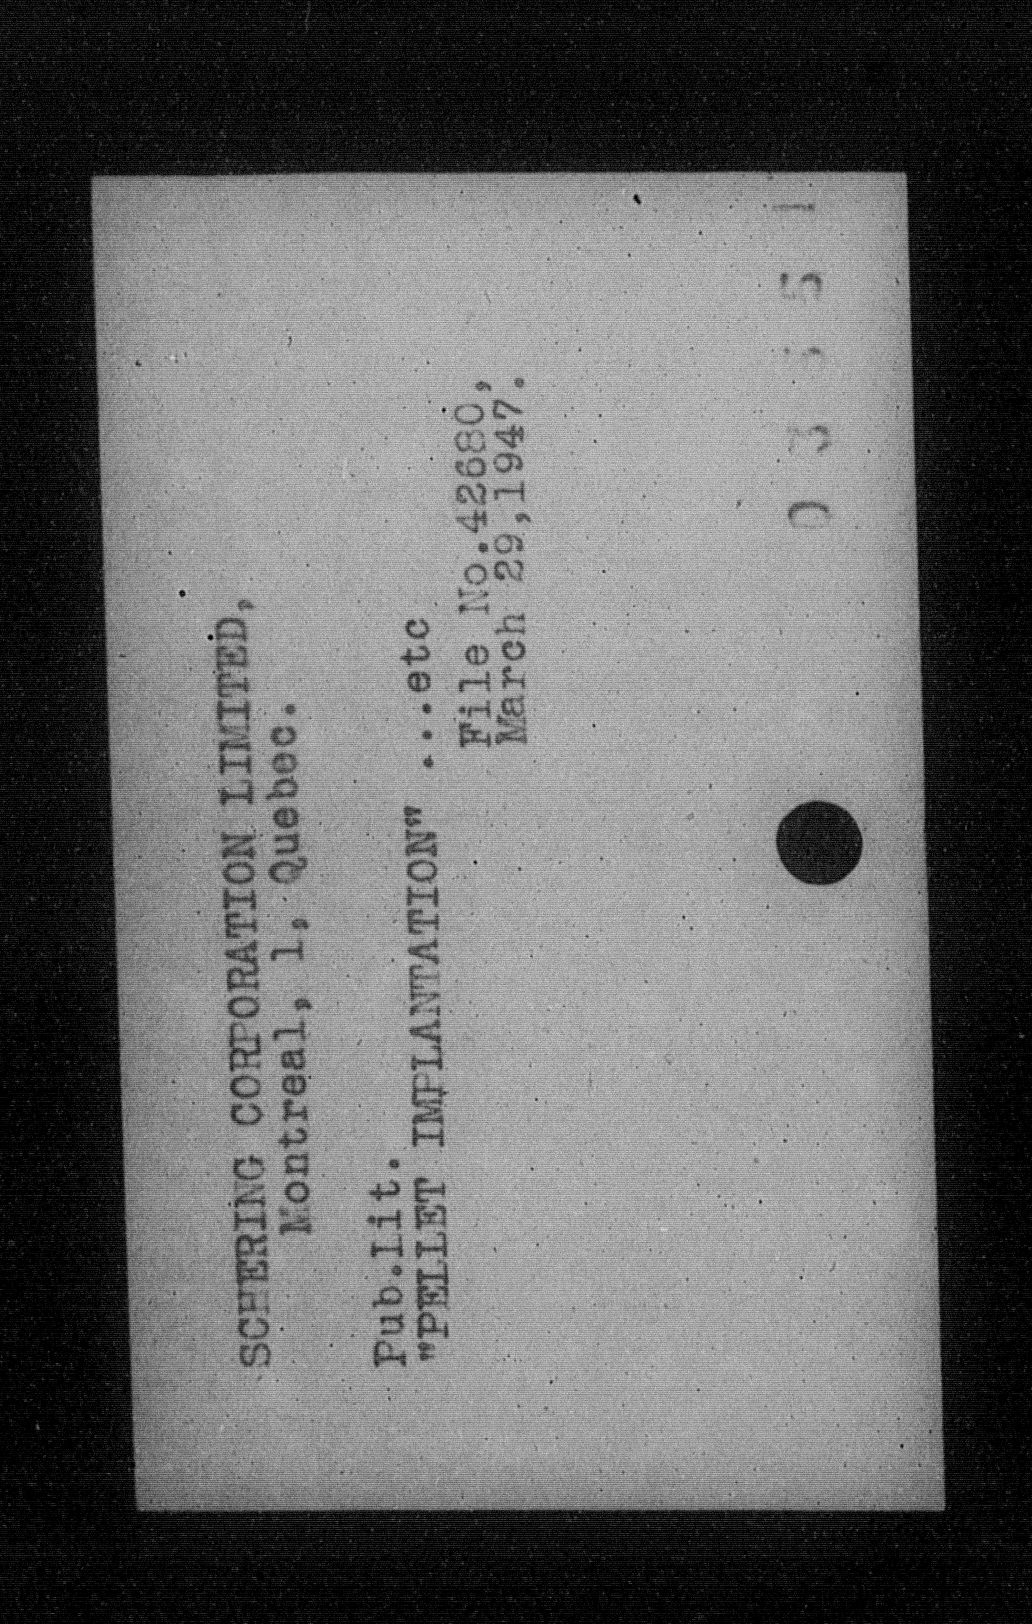 SCHERING CORPORATION LIMITED,
Montreal, 1, Quebec.
Pub.Lit.
"PELLET IMPLANTATION" ...etc
File No.42680,
March 29,1947.